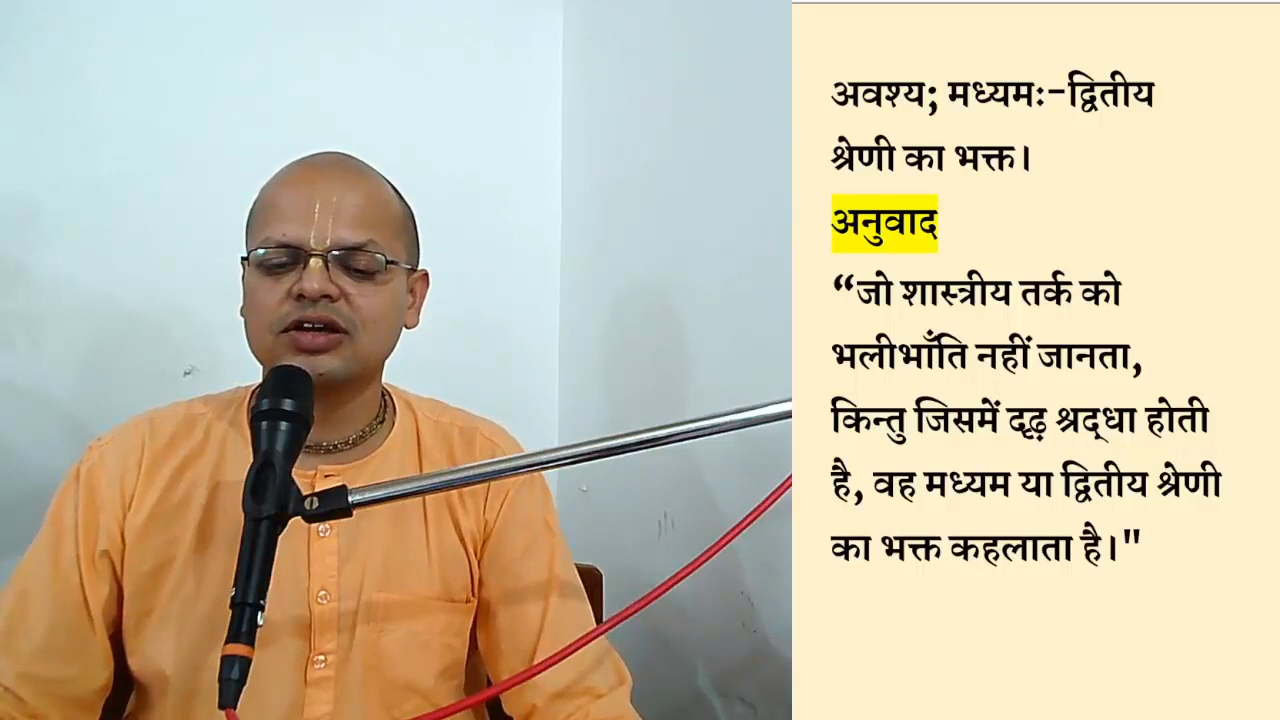 अवश्य; मध्यमः-द्वितीय
श्रेणी का भक्त।
अनुवाद
“जो शास्त्रीय तर्क को
भलीभाँति नहीं जानता,
किन्तु जिसमें दृढ़ श्रद्धा होती
है, वह मध्यम या द्वितीय श्रेणी
का भक्त कहलाता है।"